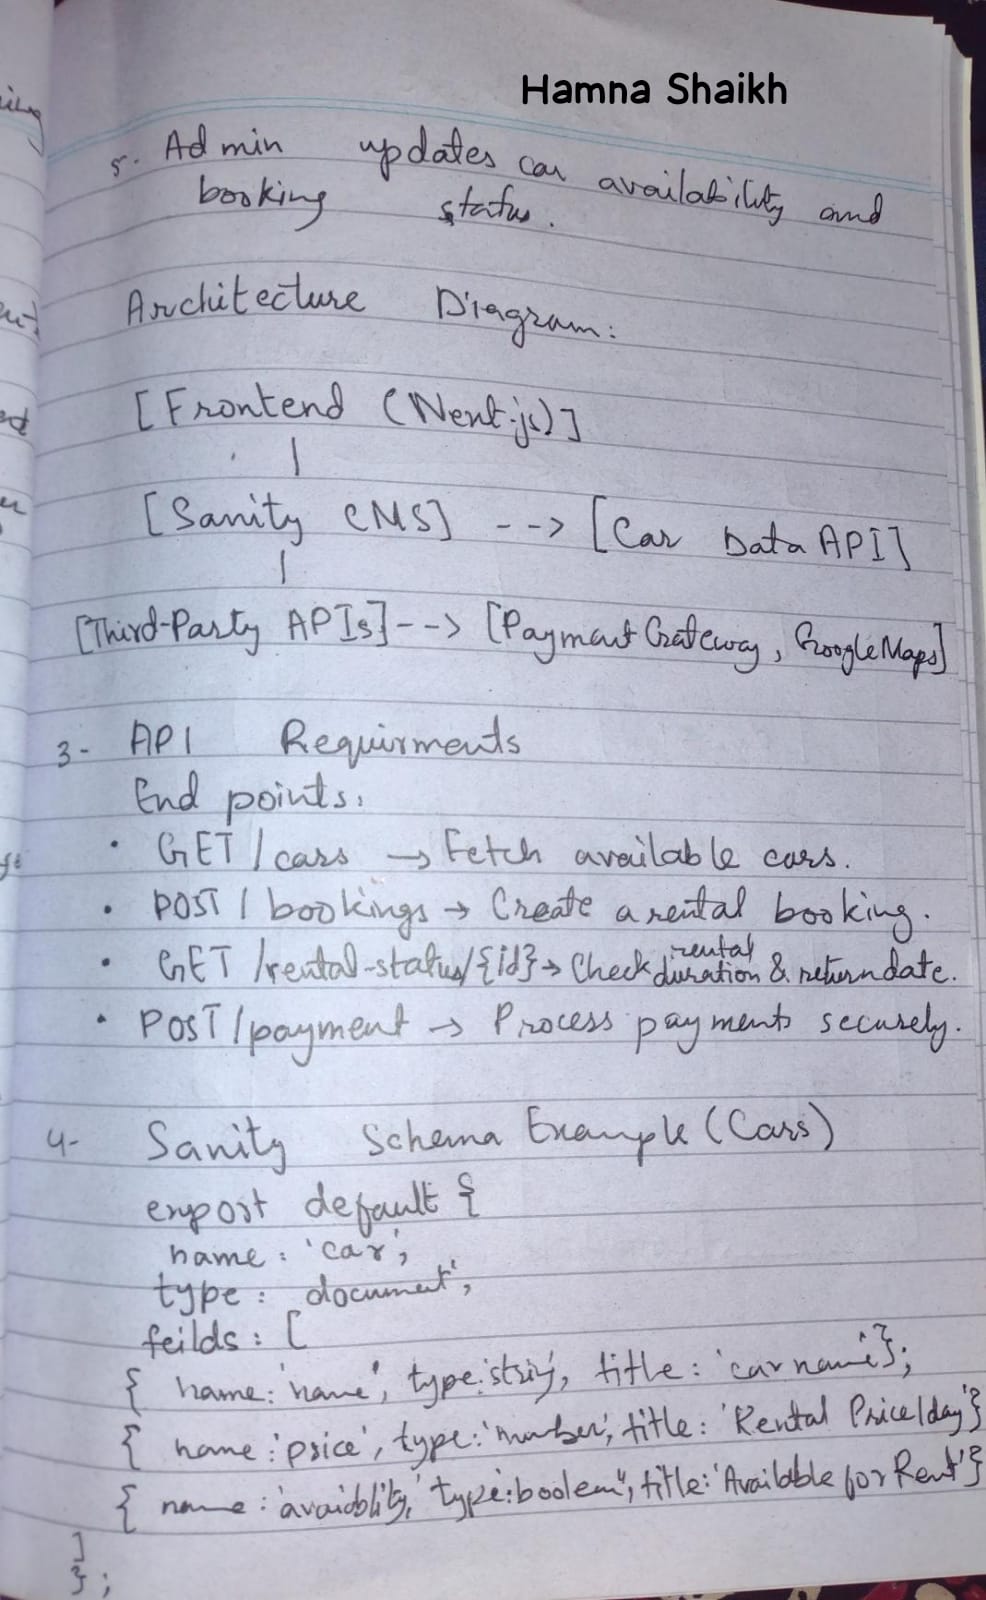 Hamna Shaikh
5. Admin updates car availability and
booking status.
Architecture Diagram:
[Frontend (Next.js)]
|
[Sanity CMS] --> [Car Data API]
|
[Third-Party APIs] --> [Payment Gateway, Google Maps]
3- API Requirments
End points:
• GET /cars → Fetch available cars.
• POST / bookings → Create a rental booking.
• GET /rental-status/{id} → Check rental duration & return date.
• POST /payment → Process payments securely.
4- Sanity Schema Example (Cars)
export default {
name: 'car',
type: document',
feilds: [
{ name: 'name', type: 'string', title: 'car name'};
{ name: 'price', type: 'number', title: 'Rental Price/day'}
{ name: 'avaiablity,' type: boolean", title: 'Available for Rent'}
]
};